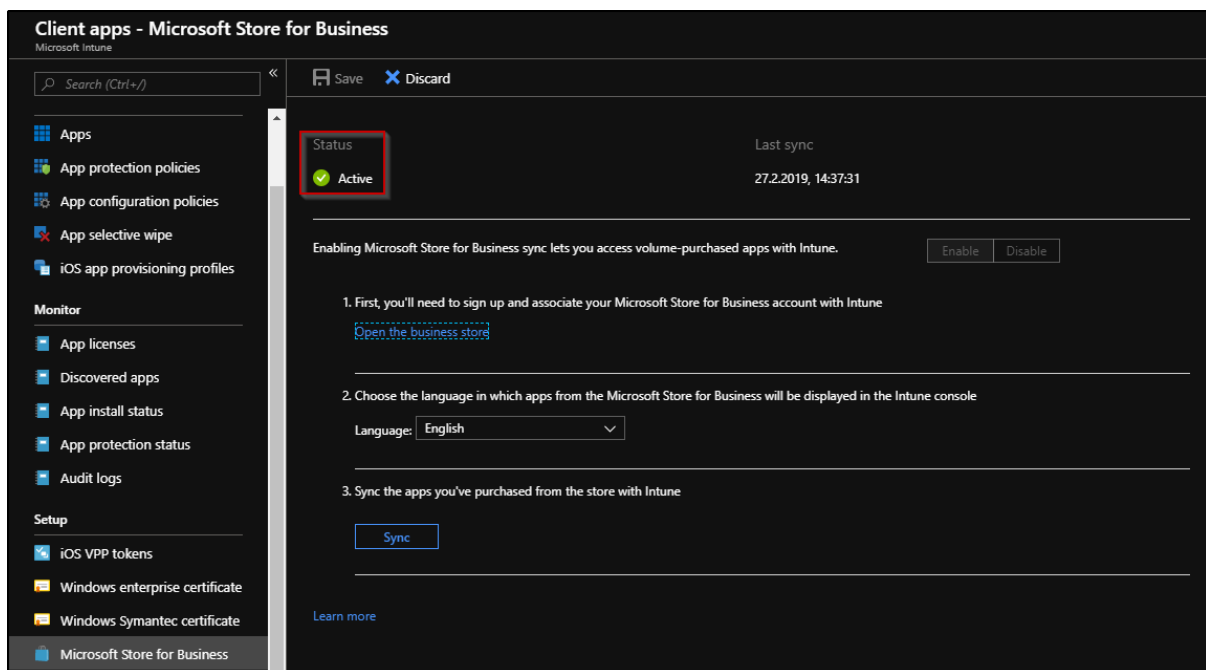 Client apps - Microsoft Store for Business
Microsoft Intune
Search (Ctrl+/)
«
Apps
App protection policies
App configuration policies
App selective wipe
iOS app provisioning profiles
Monitor
App licenses
Discovered apps
App install status
App protection status
Audit logs
Setup
iOS VPP tokens
Windows enterprise certificate
Windows Symantec certificate
Microsoft Store for Business
Save Discard
Status Last sync
Active 27.2.2019, 14:37:31
Enabling Microsoft Store for Business sync lets you access volume-purchased apps with Intune. Enable Disable
1. First, you'll need to sign up and associate your Microsoft Store for Business account with Intune
Open the business store
2. Choose the language in which apps from the Microsoft Store for Business will be displayed in the Intune console
Language: English
3. Sync the apps you've purchased from the store with Intune
Sync
Learn more